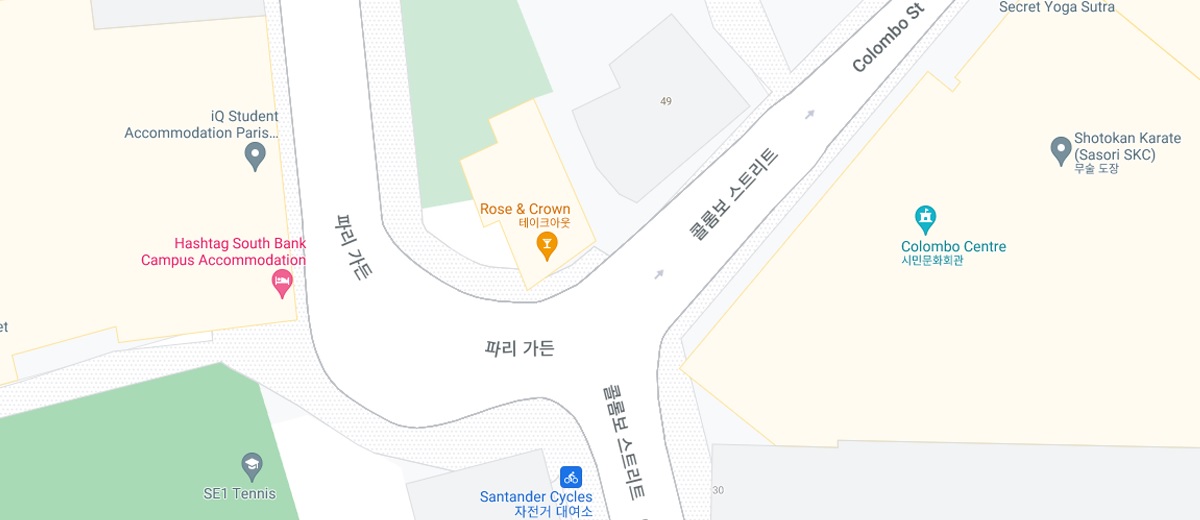 Secret Yoga Sutra
Colombo St
49
iQ Student
Accommodation Paris...
Shotokan Karate
(Sasori SKC)
무술 도장
콜롬보 스트리트
Rose & Crown
테이크아웃
파리 가든
Hashtag South Bank
Campus Accommodation
Colombo Centre
시민문화회관
et
파리 가든
콜롬보 스트리트
SE1 Tennis
Santander Cycles
자전거 대여소
30